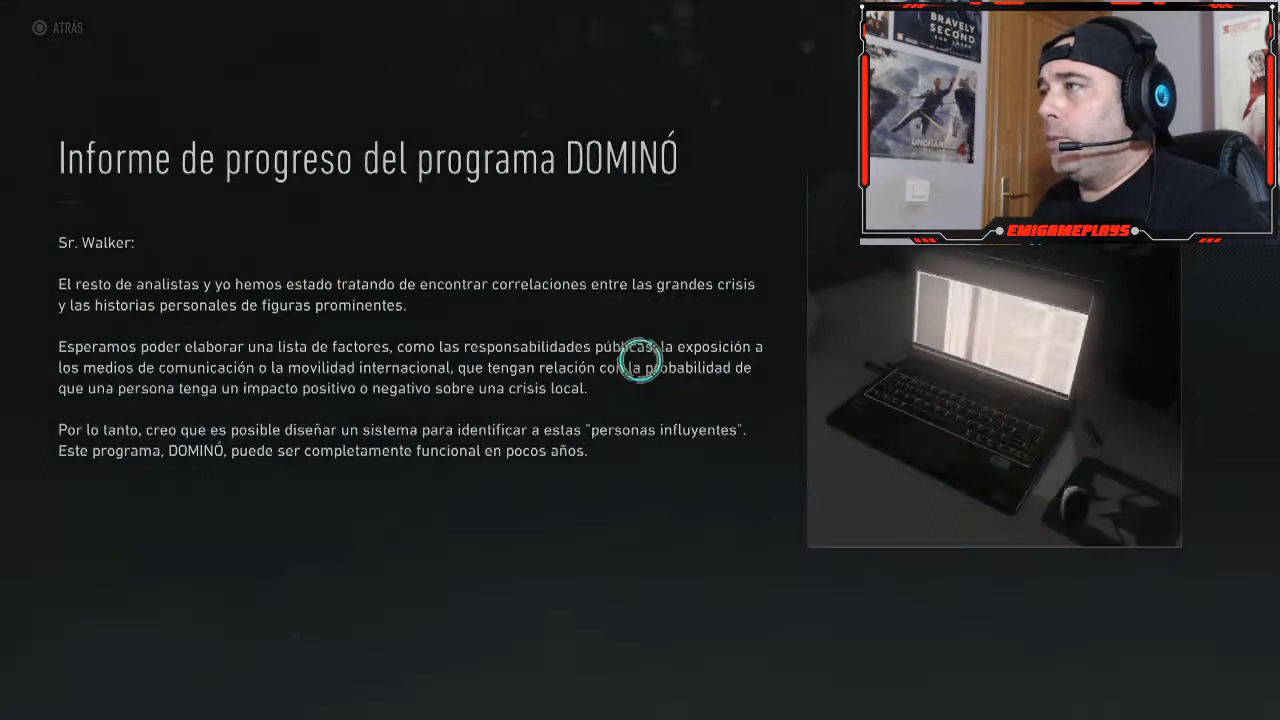 ATRÁS
BRAVELY
SECOND
END LAYER
UNCHARTED 4
EMIGAMEPLAYS
Informe de progreso del programa DOMINÓ
Sr. Walker:
El resto de analistas y yo hemos estado tratando de encontrar correlaciones entre las grandes crisis
y las historias personales de figuras prominentes.
Esperamos poder elaborar una lista de factores, como las responsabilidades públicas, la exposición a
los medios de comunicación o la movilidad internacional, que tengan relación con la probabilidad de
que una persona tenga un impacto positivo o negativo sobre una crisis local.
Por lo tanto, creo que es posible diseñar un sistema para identificar a estas "personas influyentes".
Este programa, DOMINÓ, puede ser completamente funcional en pocos años.